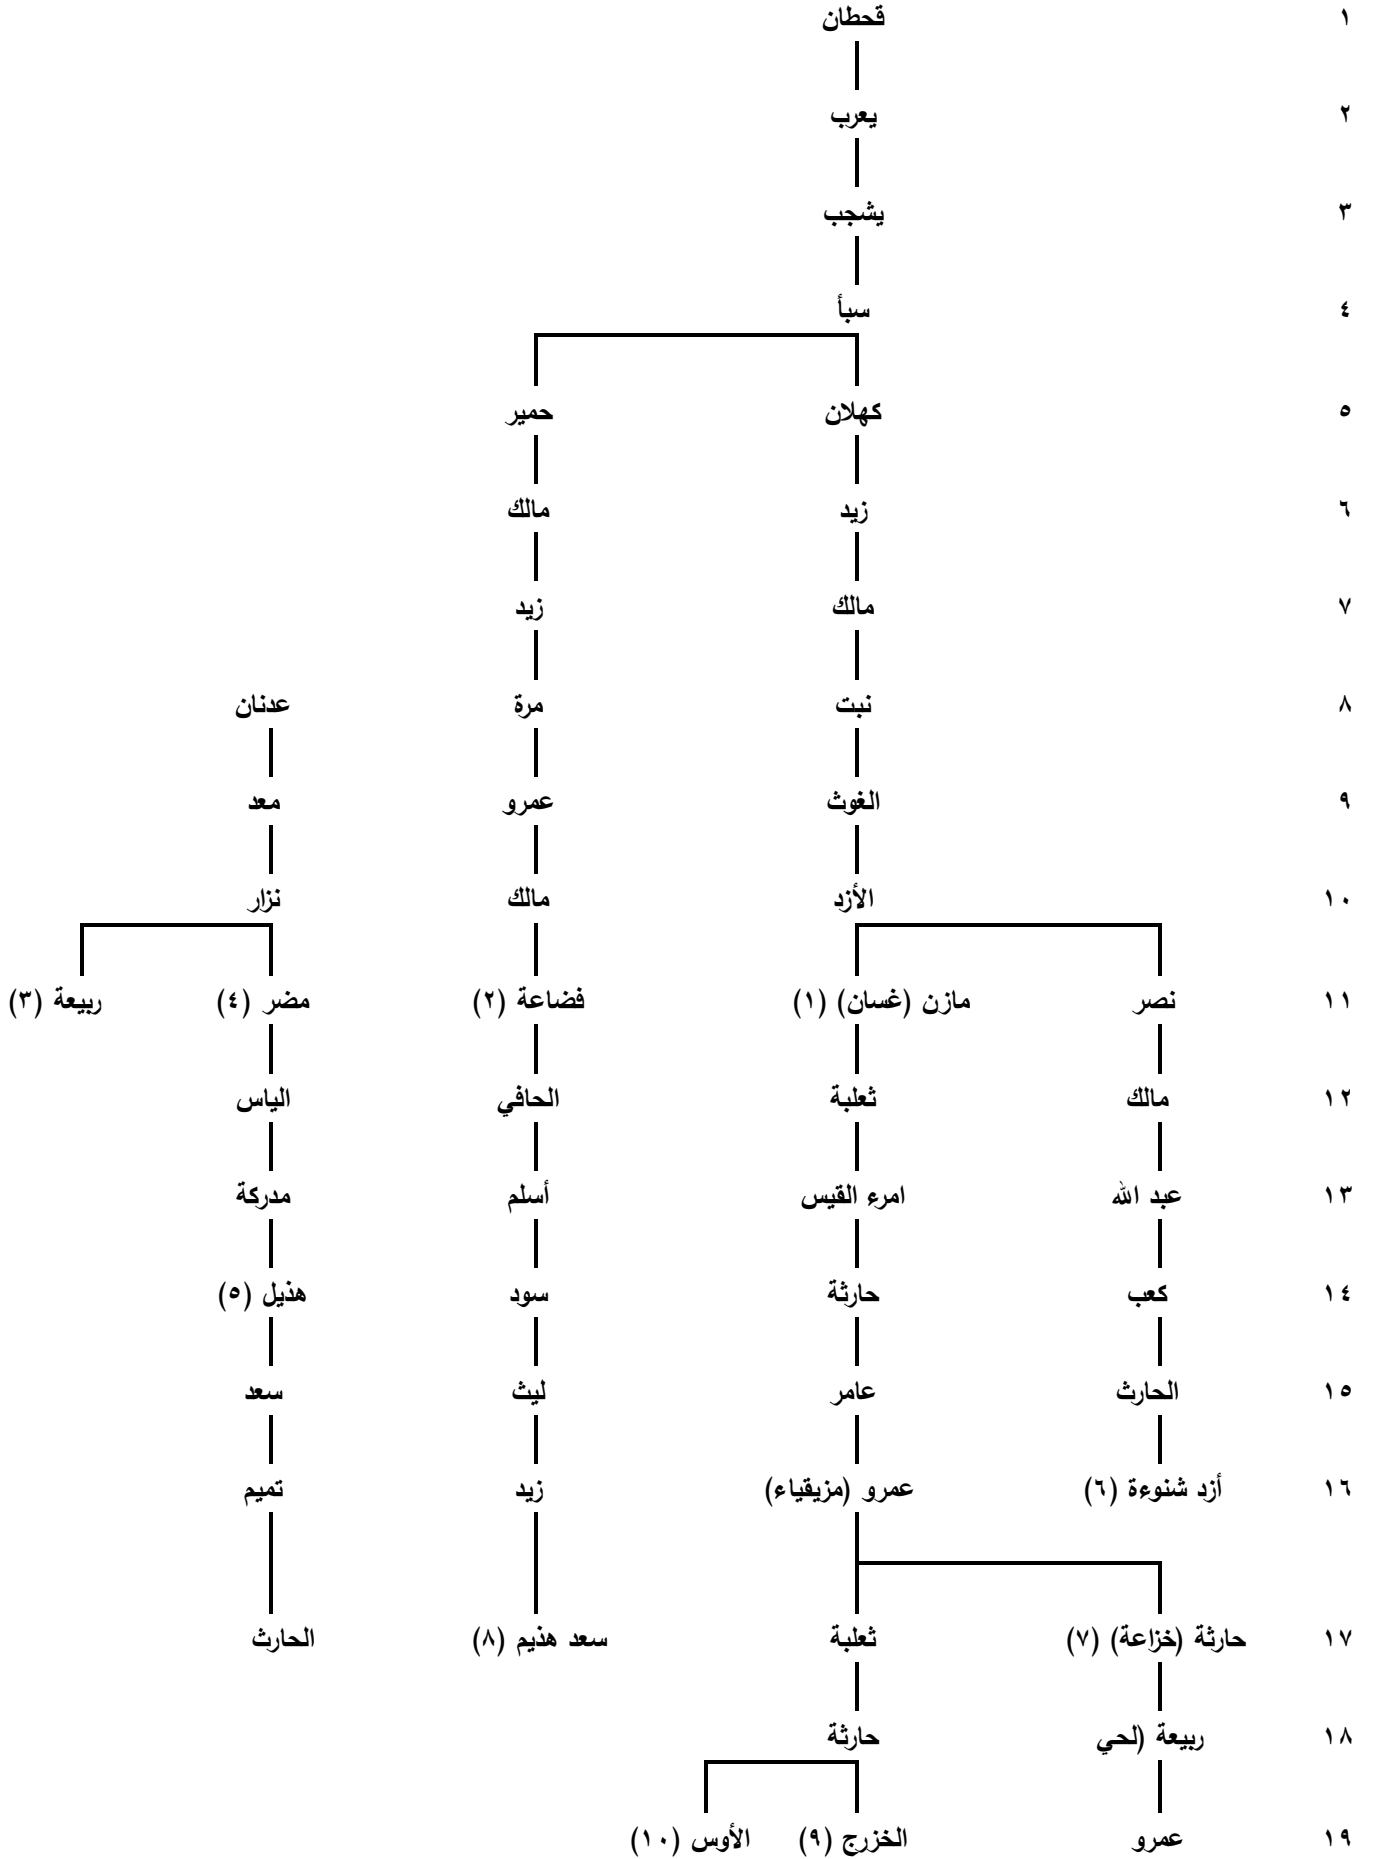 ١ قحطان
٢ يعرب
٣ يشجب
٤ سبأ
٥ كهلان حمير
٦ زيد مالك
٧ مالك زيد
٨ نبت مرة عدنان
٩ الغوث عمرو معد
١٠ الأزد مالك نزار
١١ نصر مازن (غسان) (١) فضاعة (٢) مضر (٤) ربيعة (٣)
١٢ مالك ثعلبة الحافي الياس
١٣ عبد الله امرء القيس أسلم مدركة
١٤ كعب حارثة سود هذيل (٥)
١٥ الحارث عامر ليث سعد
١٦ أزد شنوءة (٦) عمرو (مزيقياء) زيد تميم
١٧ حارثة (خزاعة) (٧) ثعلبة سعد هذيم (٨) الحارث
١٨ ربيعة (لحي حارثة
١٩ عمرو الخزرج (٩) الأوس (١٠)